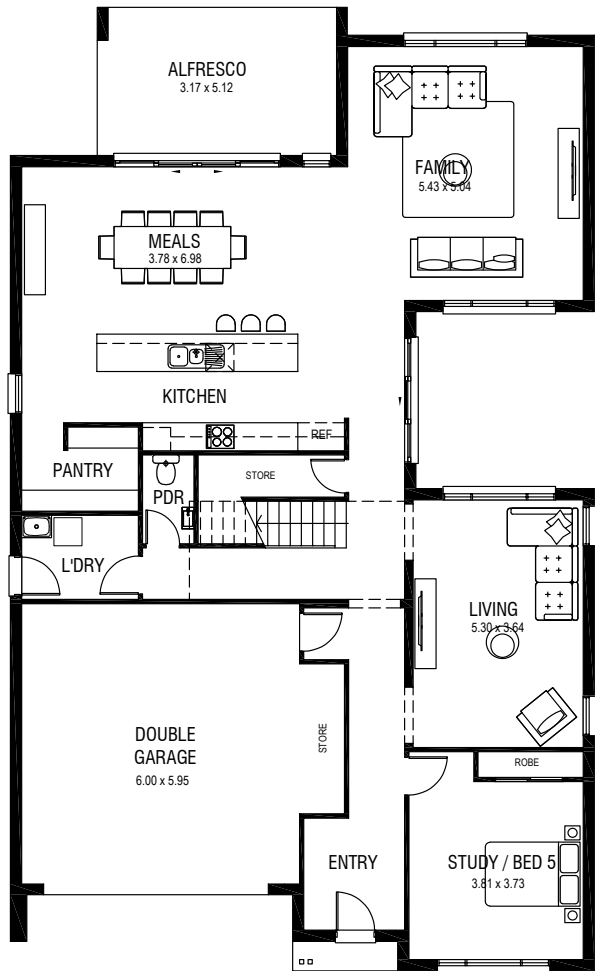 ALFRESCO
3.17 x 5.12
FAMILY
5.43 x 5.04
MEALS
3.78 x 6.98
KITCHEN
REF
PANTRY
PDR
STORE
L'DRY
LIVING
5.30 x 3.64
DOUBLE
GARAGE
6.00 x 5.95
STORE
ROBE
ENTRY
STUDY / BED 5
3.81 x 3.73